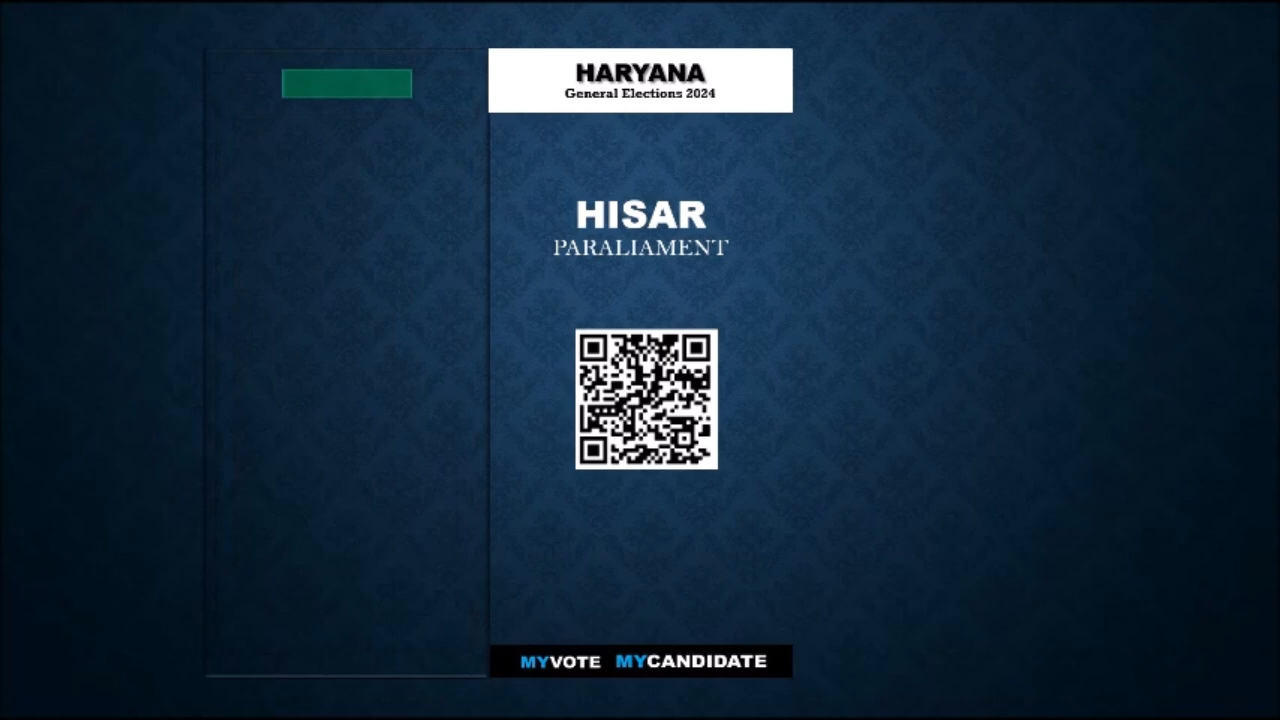 HARYANA
General Elections 2024
HISAR
PARALIAMENT
MYVOTE MYCANDIDATE